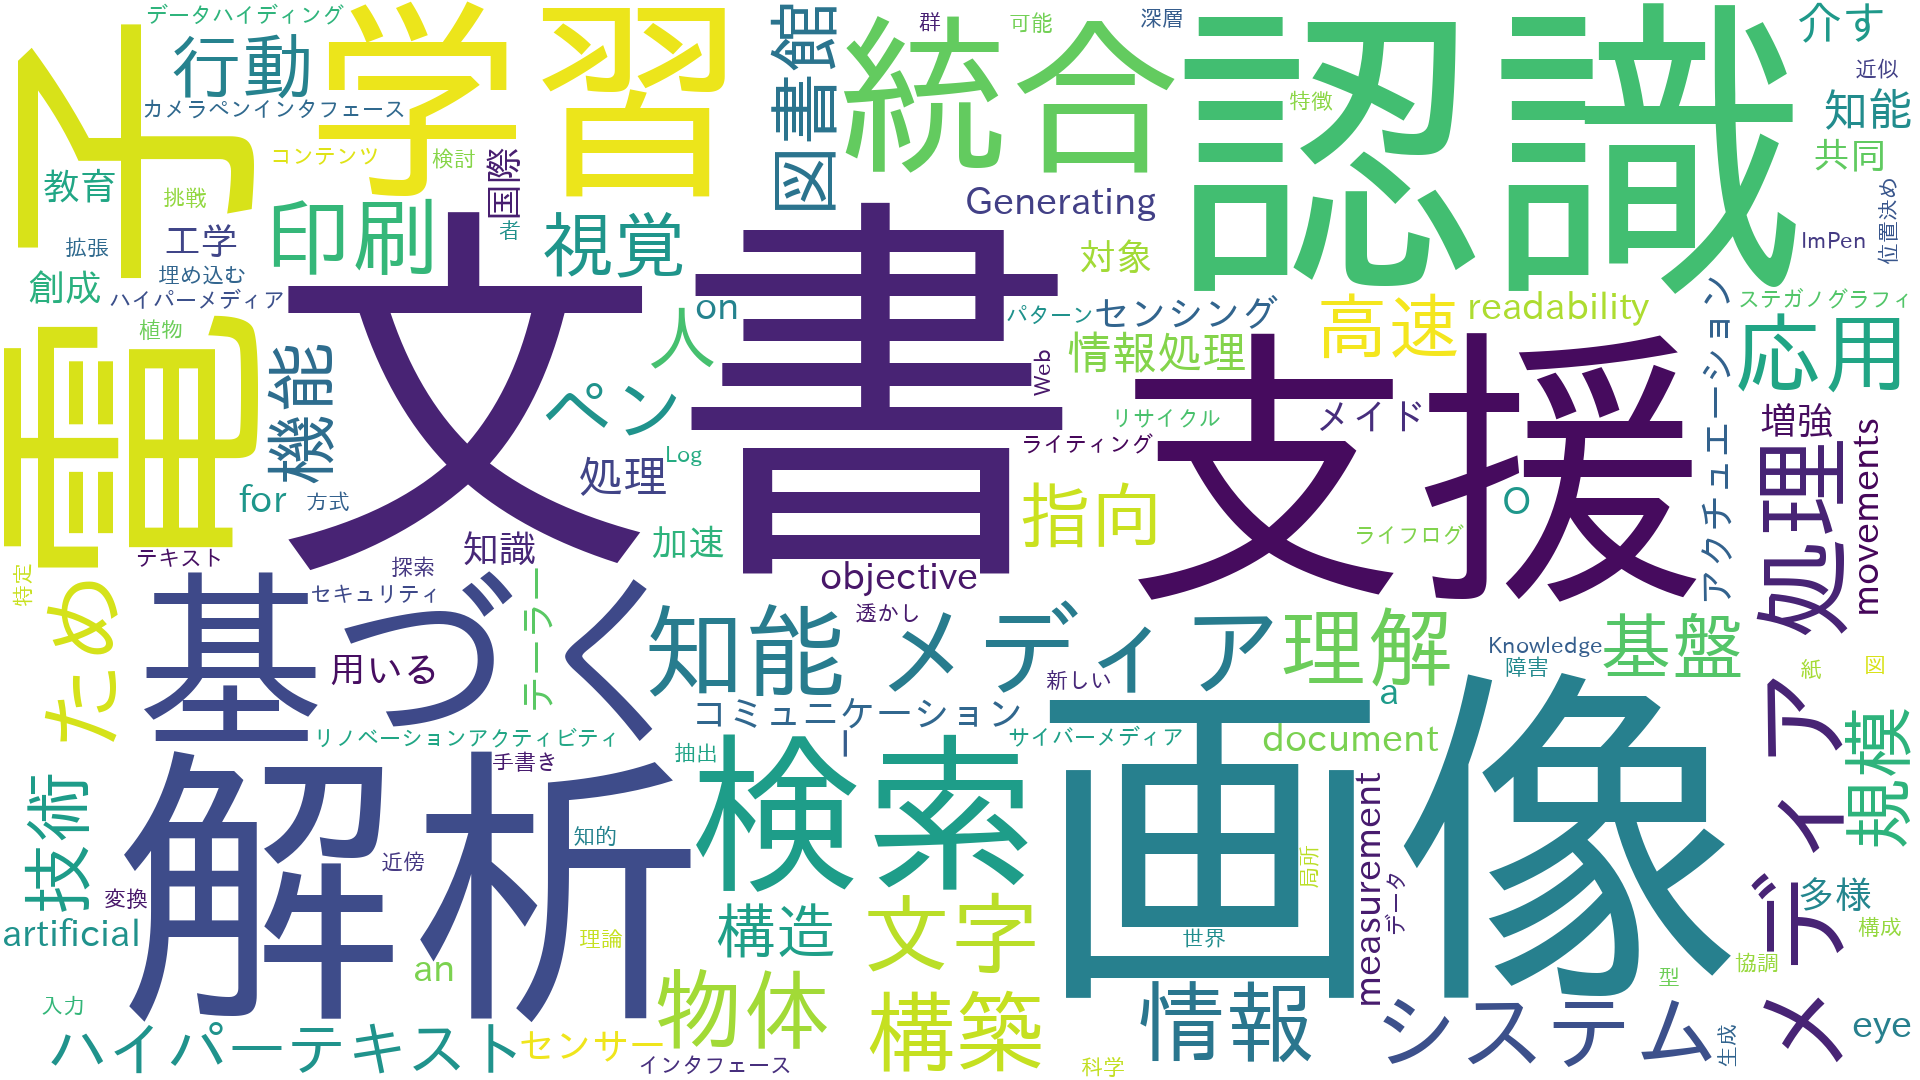 データハイディング
行動
カメラペンインタフェース
学習
コンテンツ
検討
図書館
統合
群
可能
深層
認識
特徴
介す
近似
知能
共同
位置決め
ImPen
電子
教育
挑戦
拡張
工学
創成
埋め込む
ハイパーメディア
植物
印刷
国際
者
視覚
Generating
対象
文書
on
人
パターン
センシング
情報処理
高速
readability
ステガノグラフィ
応用
アクチュエーション
機能
ペン
Web
リサイクル
メイド
支援
増強
処理
Log
ライティング
for
方式
処理
指向
ライフログ
O
movements
テキスト
探索
知識
加速
objective
特定
ため
基づく
セキュリティ
テーラー
用いる
知能
透かし
メディア
新しい
理解
Knowledge
障害
基盤
紙
図
リノベーションアクティビティ
コミュニケーション
ー
サイバーメディア
a
document
手書き
抽出
検索
画像
技術
解析
知的
近傍
変換
artificial
an
理論
構造
文字
世界
局所
measurement
データ
メディア
規模
多様
構成
協調
型
入力
ハイパーテキスト
センサー
物体
構築
インタフェース
科学
情報
システム
生成
eye